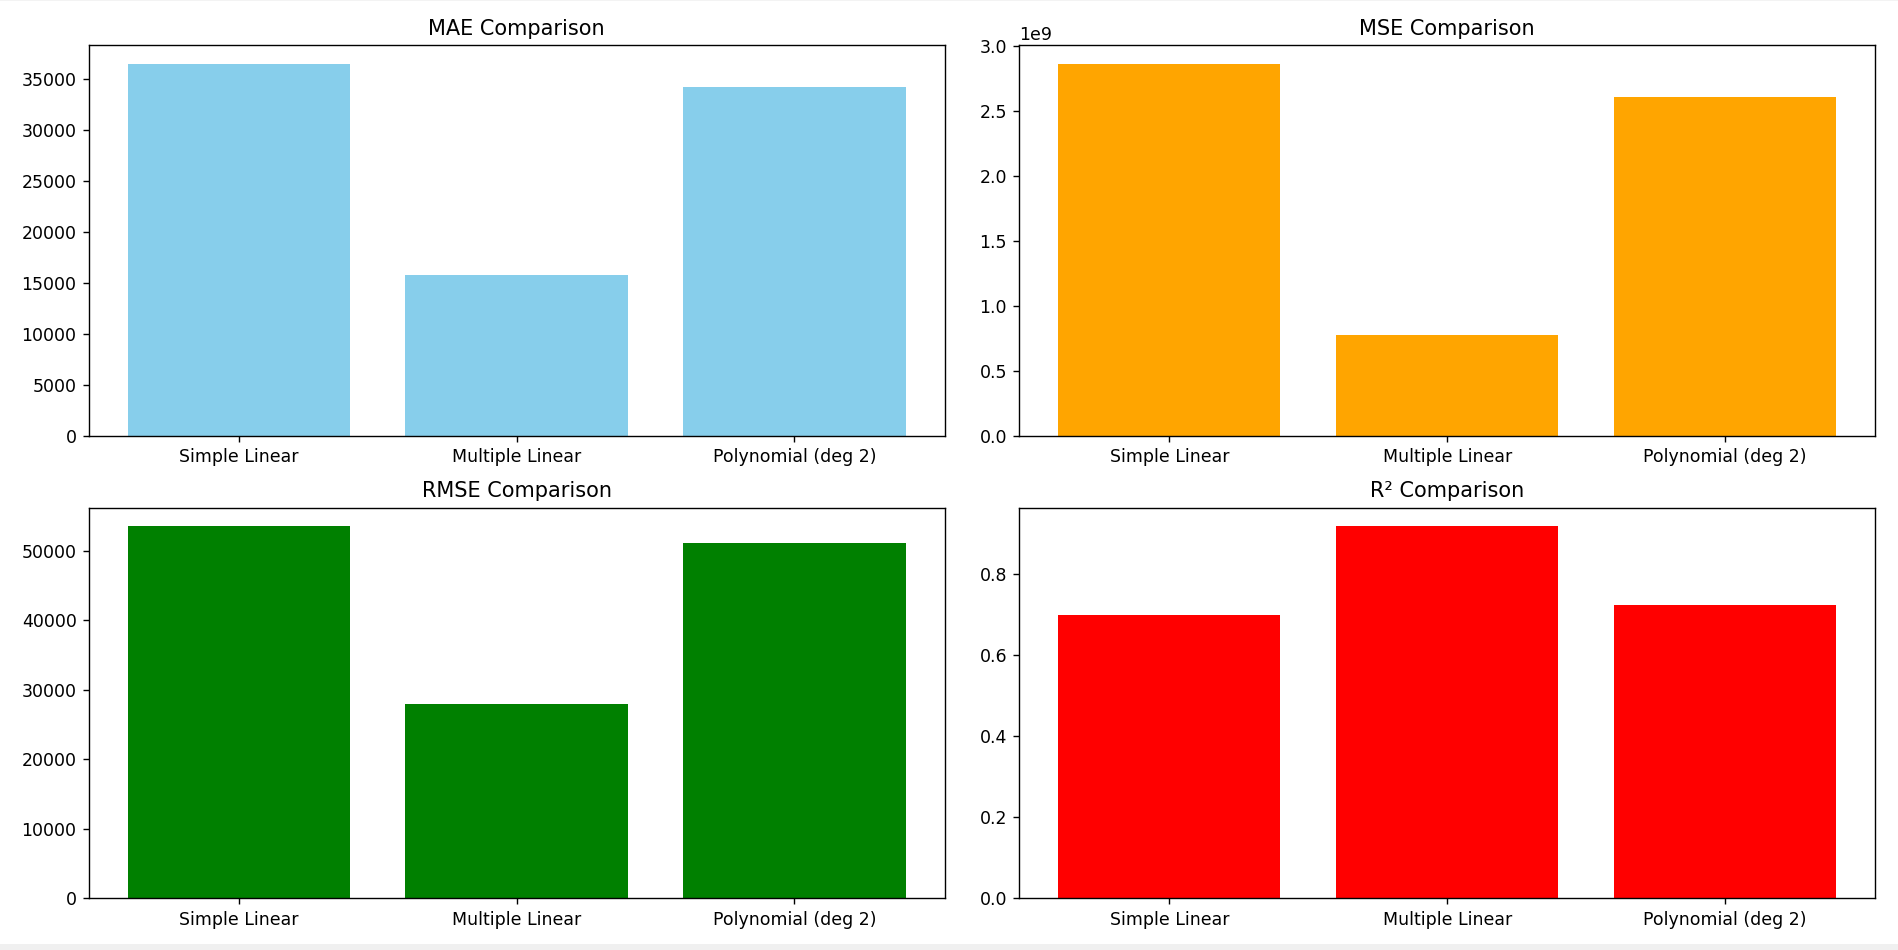 MAE Comparison
35000
30000
25000
20000
15000
10000
5000
0
Simple Linear Multiple Linear Polynomial (deg 2)
MSE Comparison
1e9
3.0
2.5
2.0
1.5
1.0
0.5
0.0
Simple Linear Multiple Linear Polynomial (deg 2)
RMSE Comparison
50000
40000
30000
20000
10000
0
Simple Linear Multiple Linear Polynomial (deg 2)
R² Comparison
0.8
0.6
0.4
0.2
0.0
Simple Linear Multiple Linear Polynomial (deg 2)